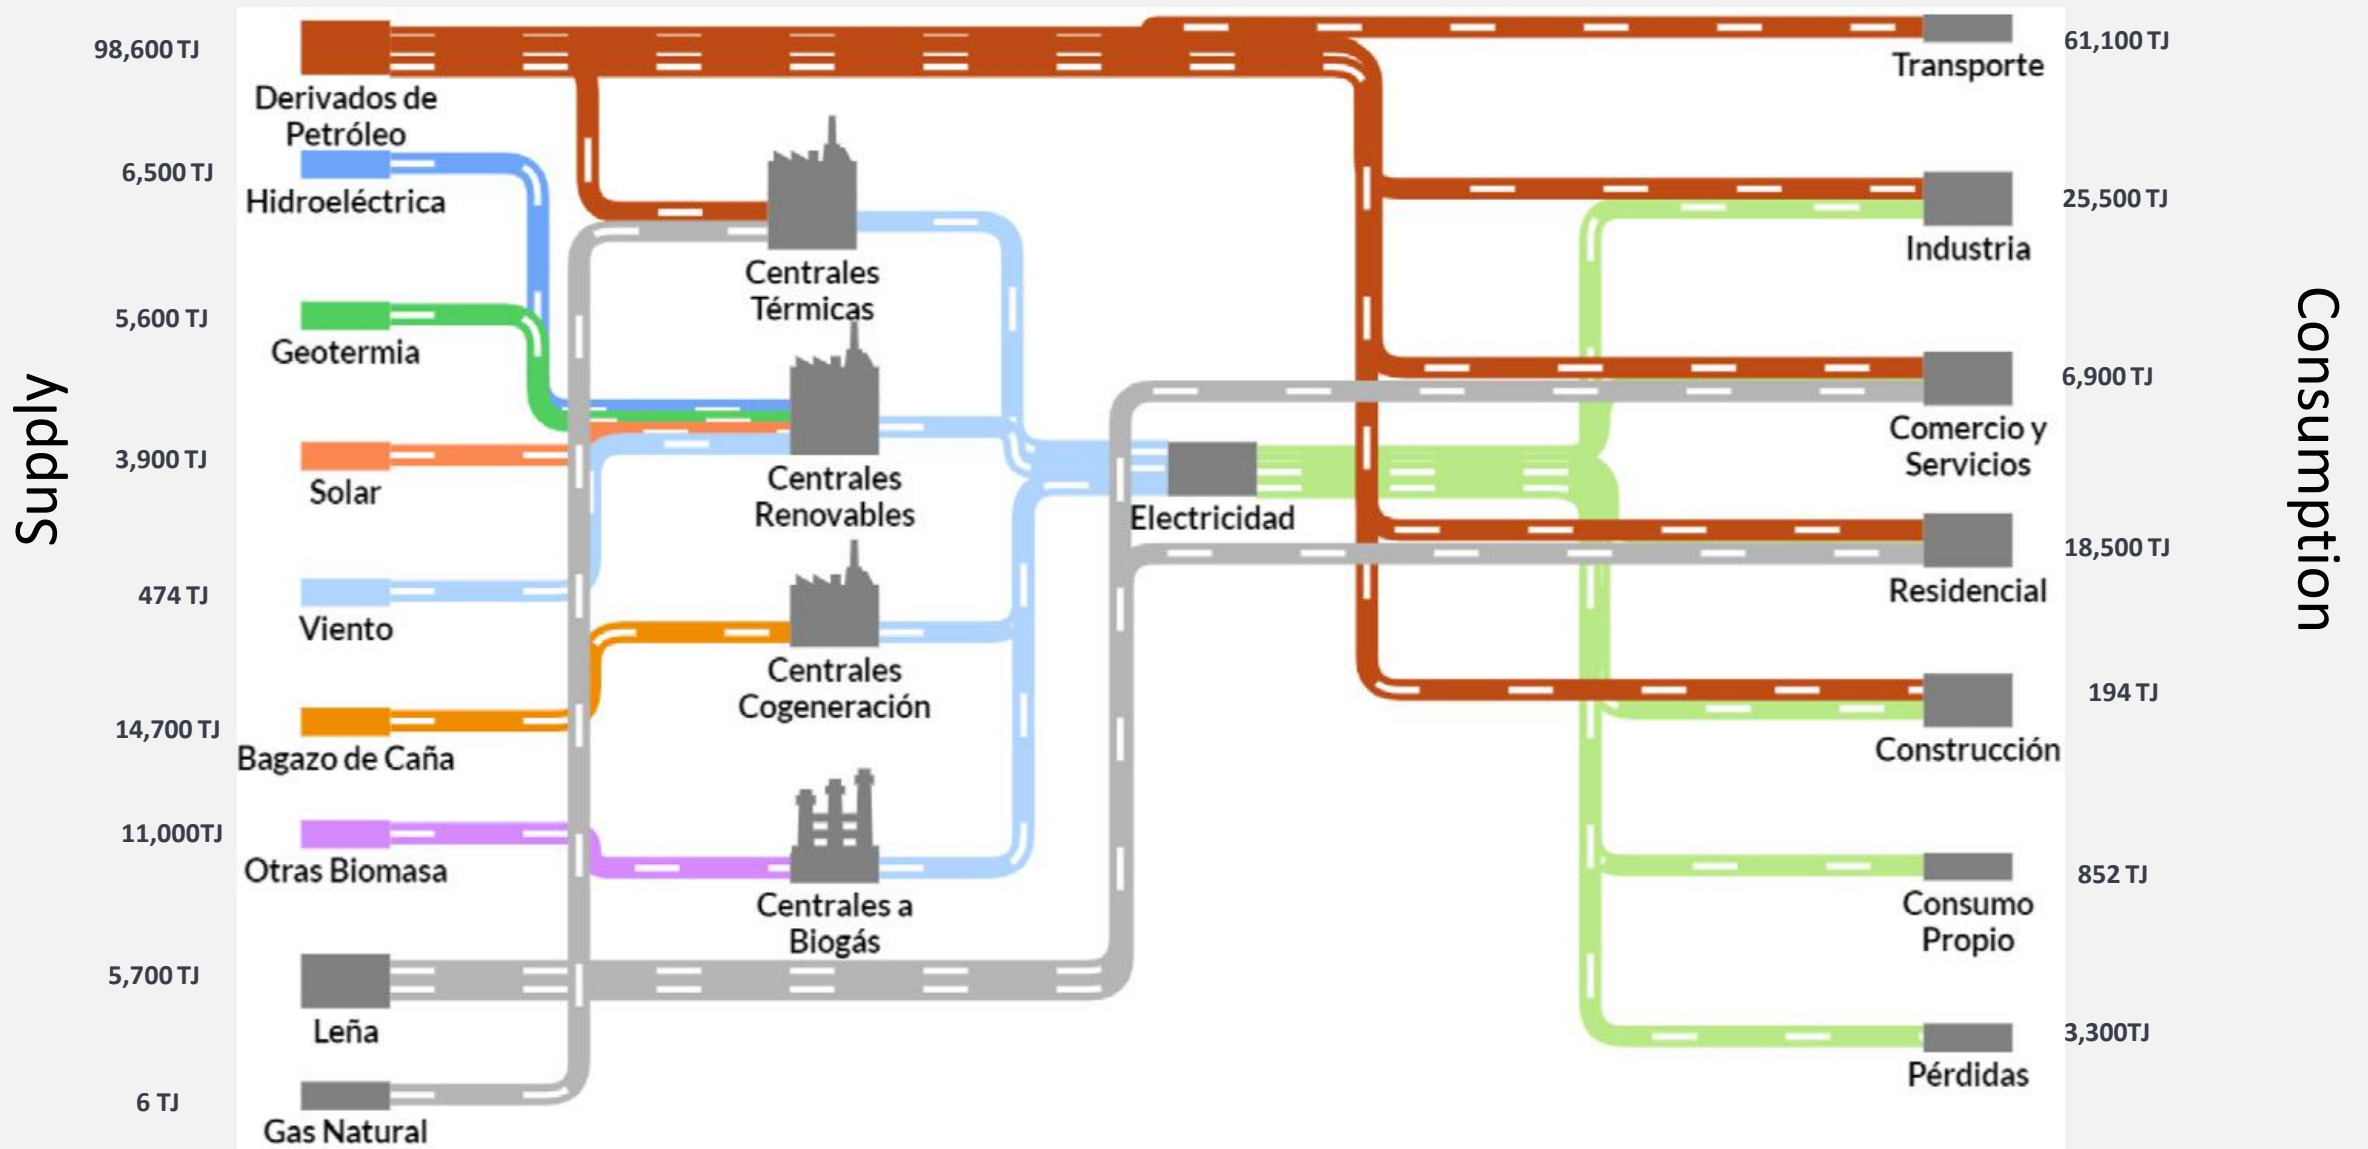 Supply
98,600 TJ
Derivados de
Petróleo
6,500 TJ
Hidroeléctrica
5,600 TJ
Geotermia
3,900 TJ
Solar
474 TJ
Viento
14,700 TJ
Bagazo de Caña
11,000TJ
Otras Biomasa
5,700 TJ
Leña
6 TJ
Gas Natural
Centrales
Térmicas
Centrales
Renovables
Centrales
Cogeneración
Centrales a
Biogás
Electricidad
Transporte
61,100 TJ
Industria
25,500 TJ
Comercio y
Servicios
6,900 TJ
Residencial
18,500 TJ
Construcción
194 TJ
Consumo
Propio
852 TJ
Pérdidas
3,300TJ
Consumption